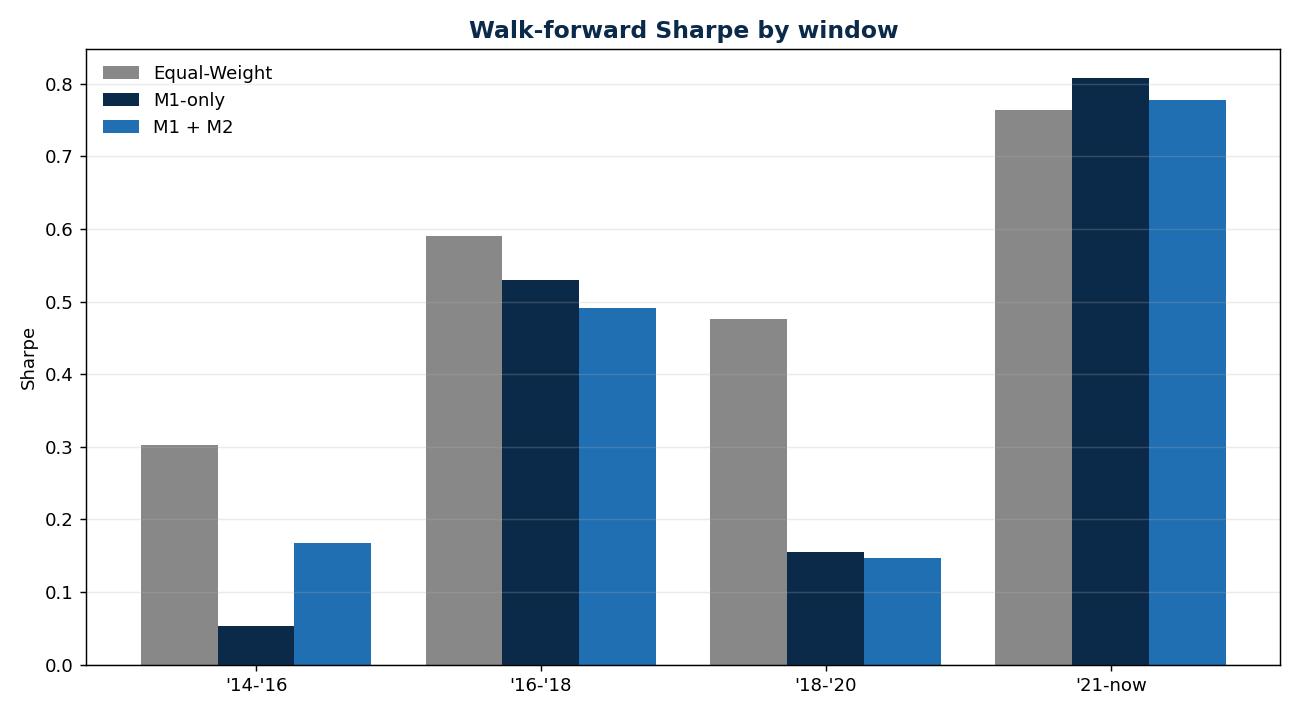 Walk-forward Sharpe by window
Equal-Weight
M1-only
M1 + M2
Sharpe
0.8
0.7
0.6
0.5
0.4
0.3
0.2
0.1
0.0
'14-'16
'16-'18
'18-'20
'21-now